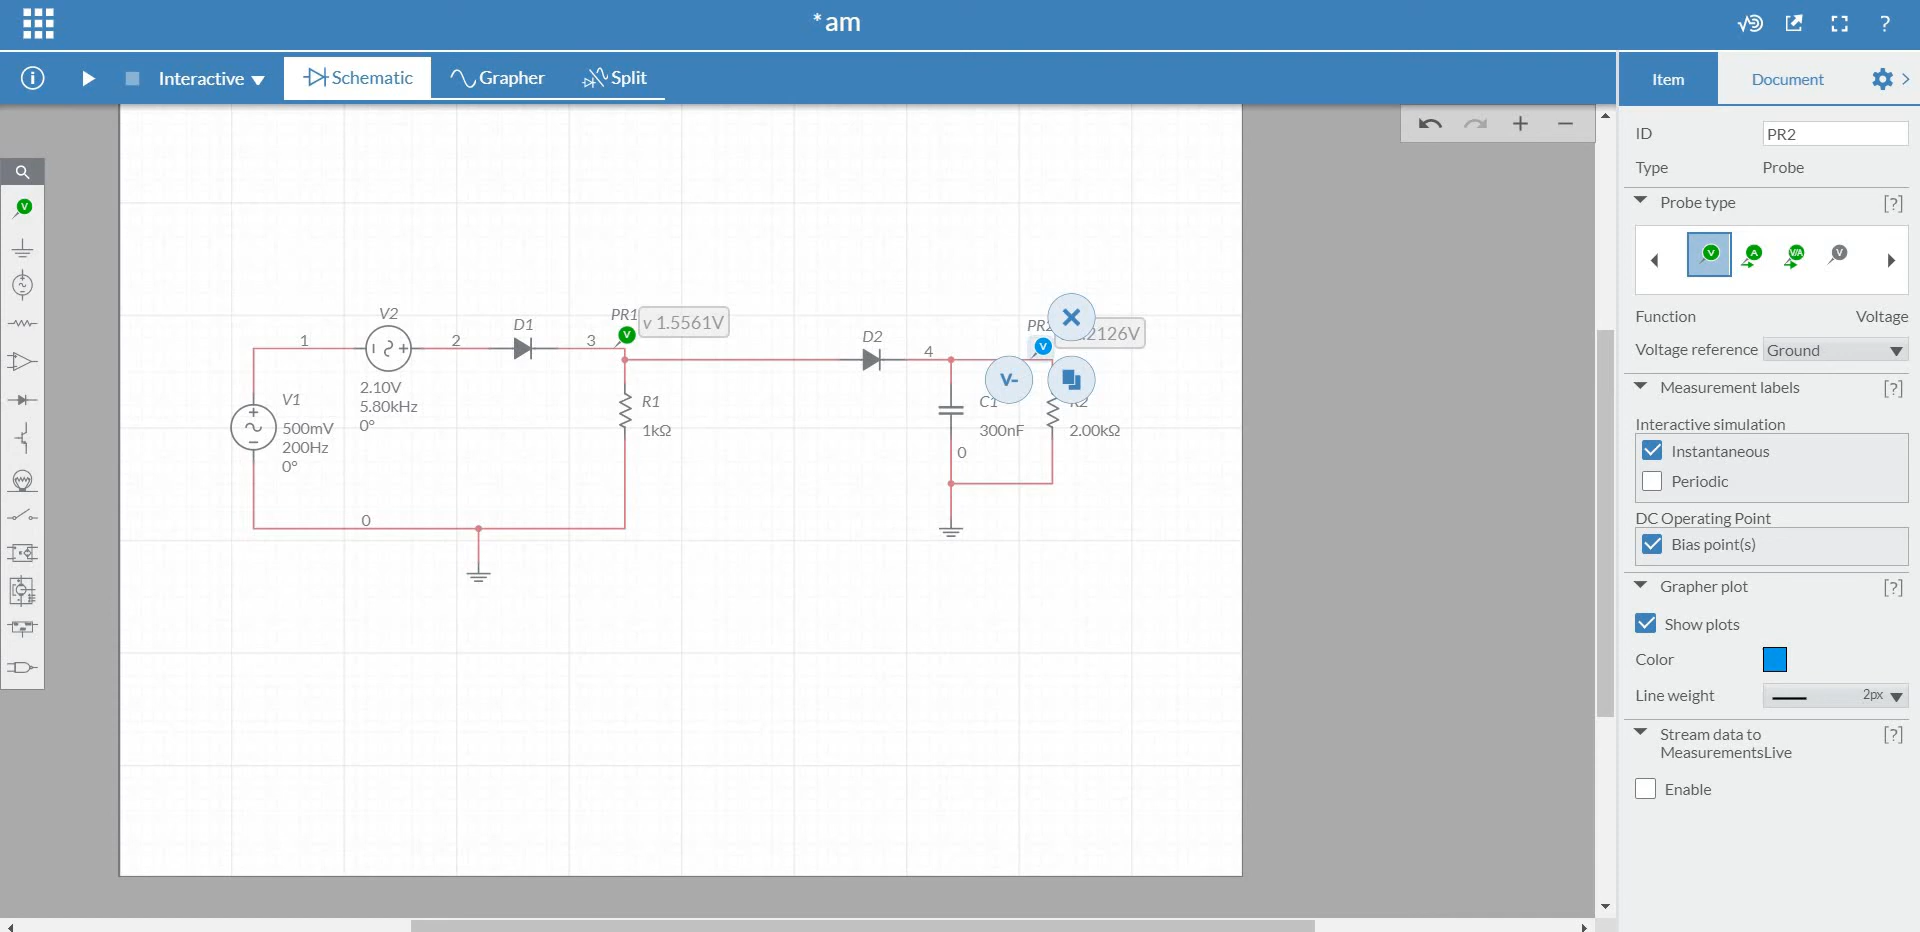 *am
?
i
Interactive
Schematic
Grapher
Split
Item
Document
ID
PR2
Type
Probe
Probe type
[?]
V
A
V/A
V
Function
Voltage
Voltage reference
Ground
Measurement labels
[?]
Interactive simulation
Instantaneous
Periodic
DC Operating Point
Bias point(s)
Grapher plot
[?]
Show plots
Color
Line weight
2px
Stream data to
MeasurementsLive
[?]
Enable
V
V2
1
2
D1
3
PR1
V
v 1.5561V
D2
4
PR2
V
2126V
V-
2.10V
5.80kHz
0°
V1
500mV
200Hz
0°
R1
1kΩ
C1
300nF
R2
2.00kΩ
0
0